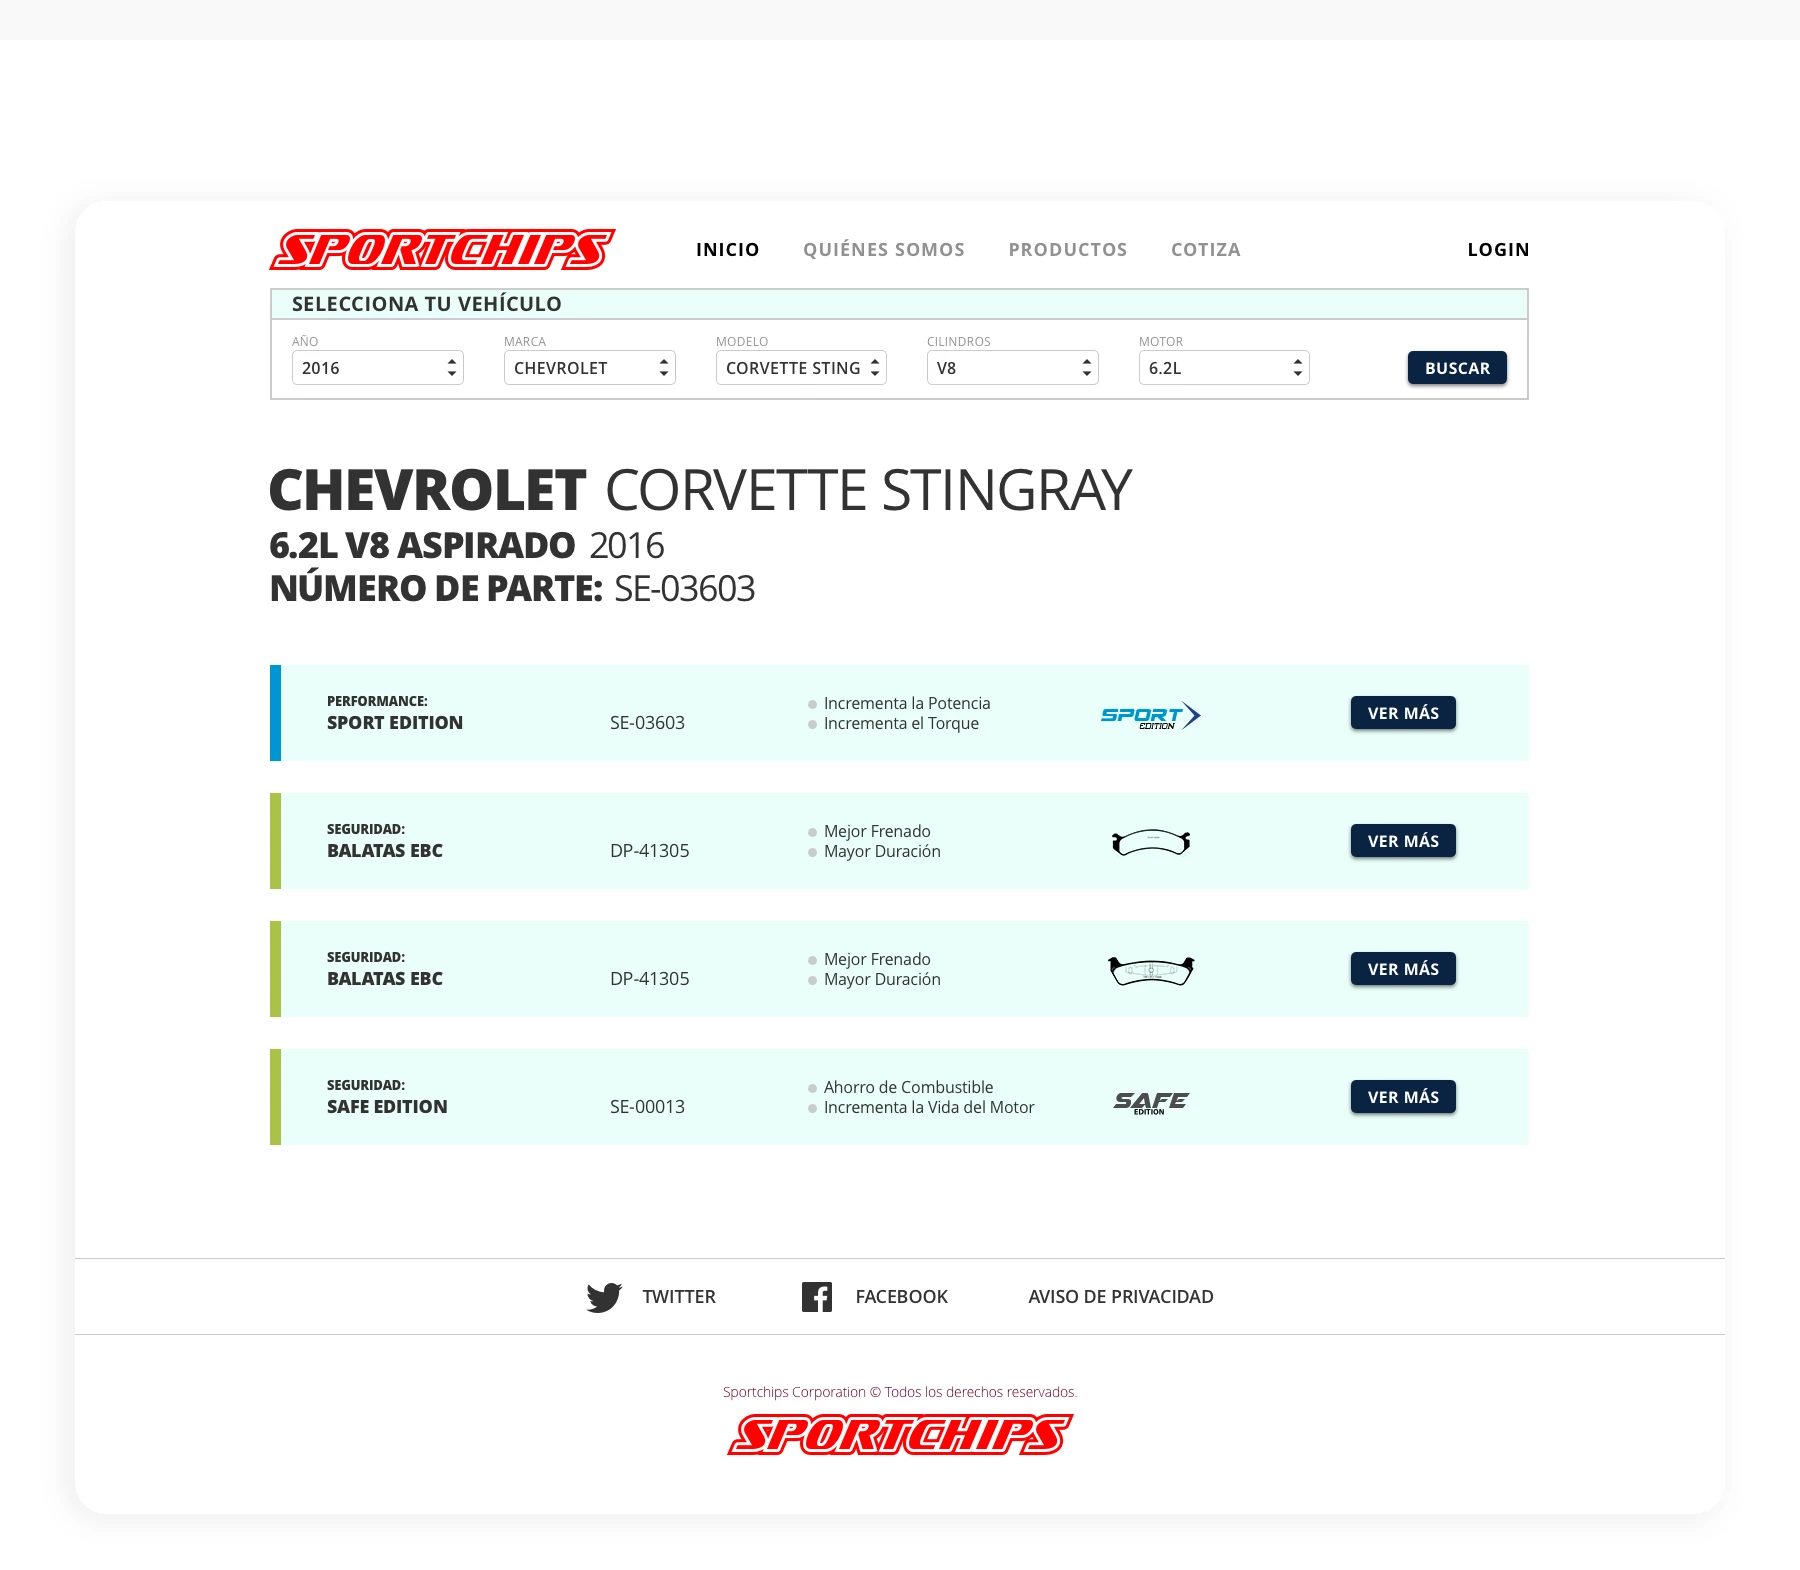 SPORTCHIPS
INICIO QUIÉNES SOMOS PRODUCTOS COTIZA LOGIN
SELECCIONA TU VEHÍCULO
AÑO MARCA MODELO CILINDROS MOTOR
2016 CHEVROLET CORVETTE STING V8 6.2L BUSCAR
CHEVROLET CORVETTE STINGRAY
6.2L V8 ASPIRADO 2016
NÚMERO DE PARTE: SE-03603
PERFORMANCE:
SPORT EDITION
SE-03603
Incrementa la Potencia
Incrementa el Torque
SPORT
EDITION
VER MÁS
SEGURIDAD:
BALATAS EBC
DP-41305
Mejor Frenado
Mayor Duración
VER MÁS
SEGURIDAD:
BALATAS EBC
DP-41305
Mejor Frenado
Mayor Duración
VER MÁS
SEGURIDAD:
SAFE EDITION
SE-00013
Ahorro de Combustible
Incrementa la Vida del Motor
SAFE
EDITION
VER MÁS
TWITTER FACEBOOK AVISO DE PRIVACIDAD
Sportchips Corporation © Todos los derechos reservados.
SPORTCHIPS